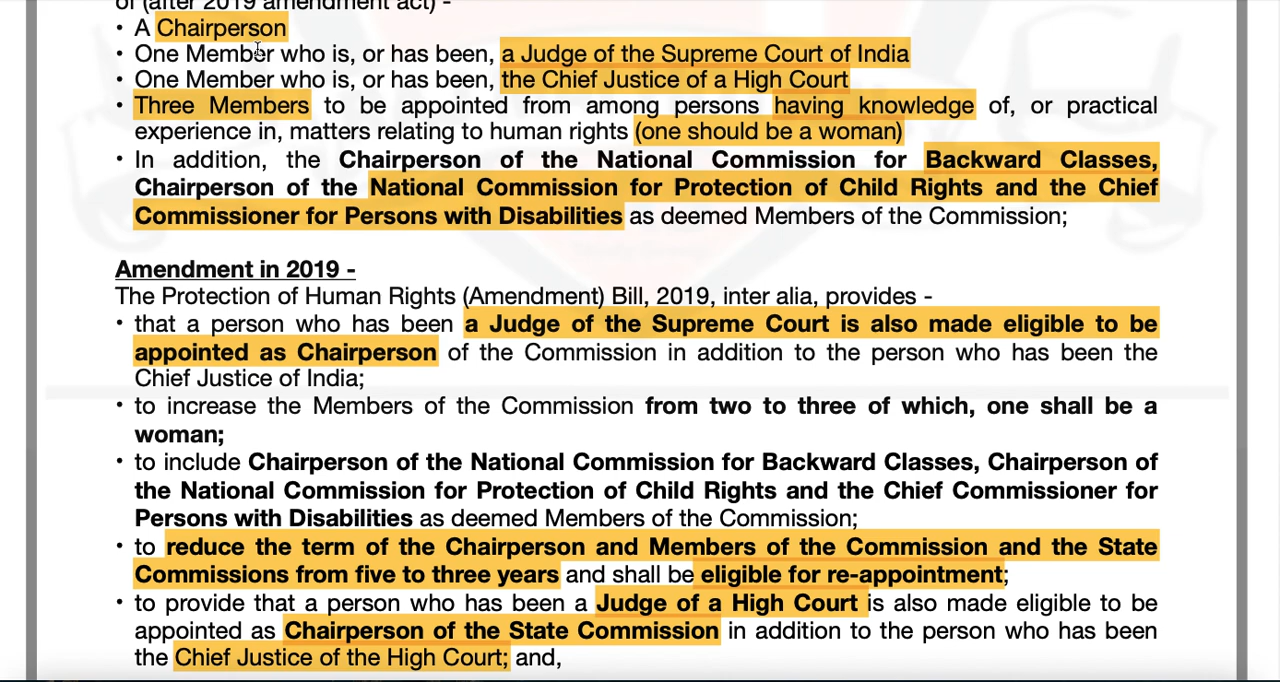 of (after 2019 amendment act) -
• A Chairperson
• One Member who is, or has been, a Judge of the Supreme Court of India
• One Member who is, or has been, the Chief Justice of a High Court
• Three Members to be appointed from among persons having knowledge of, or practical
experience in, matters relating to human rights (one should be a woman)
• In addition, the Chairperson of the National Commission for Backward Classes,
Chairperson of the National Commission for Protection of Child Rights and the Chief
Commissioner for Persons with Disabilities as deemed Members of the Commission;
Amendment in 2019 -
The Protection of Human Rights (Amendment) Bill, 2019, inter alia, provides -
• that a person who has been a Judge of the Supreme Court is also made eligible to be
appointed as Chairperson of the Commission in addition to the person who has been the
Chief Justice of India;
• to increase the Members of the Commission from two to three of which, one shall be a
woman;
• to include Chairperson of the National Commission for Backward Classes, Chairperson of
the National Commission for Protection of Child Rights and the Chief Commissioner for
Persons with Disabilities as deemed Members of the Commission;
• to reduce the term of the Chairperson and Members of the Commission and the State
Commissions from five to three years and shall be eligible for re-appointment;
• to provide that a person who has been a Judge of a High Court is also made eligible to be
appointed as Chairperson of the State Commission in addition to the person who has been
the Chief Justice of the High Court; and,